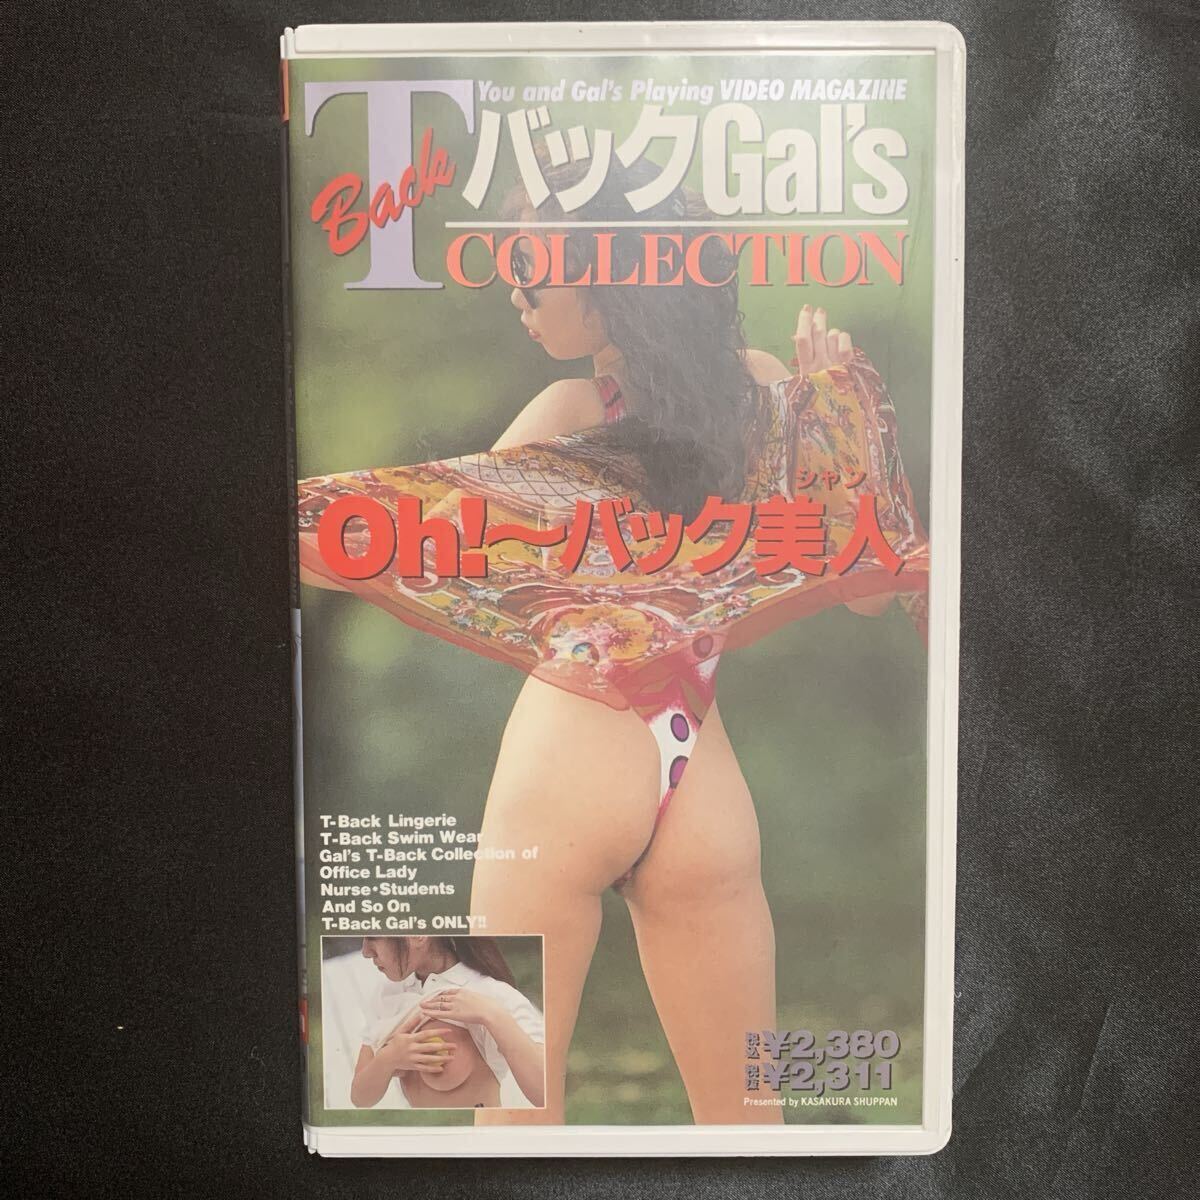 You and Gal's Playing VIDEO MAGAZINE
T Back
バックGal's
COLLECTION
シャン
Oh!〜バック美人
T-Back Lingerie
T-Back Swim Wear
Gal's T-Back Collection of
Office Lady
Nurse・Students
And So On
T-Back Gal's ONLY!!
税込¥2,380
税抜¥2,311
Presented by KASAKURA SHUPPAN